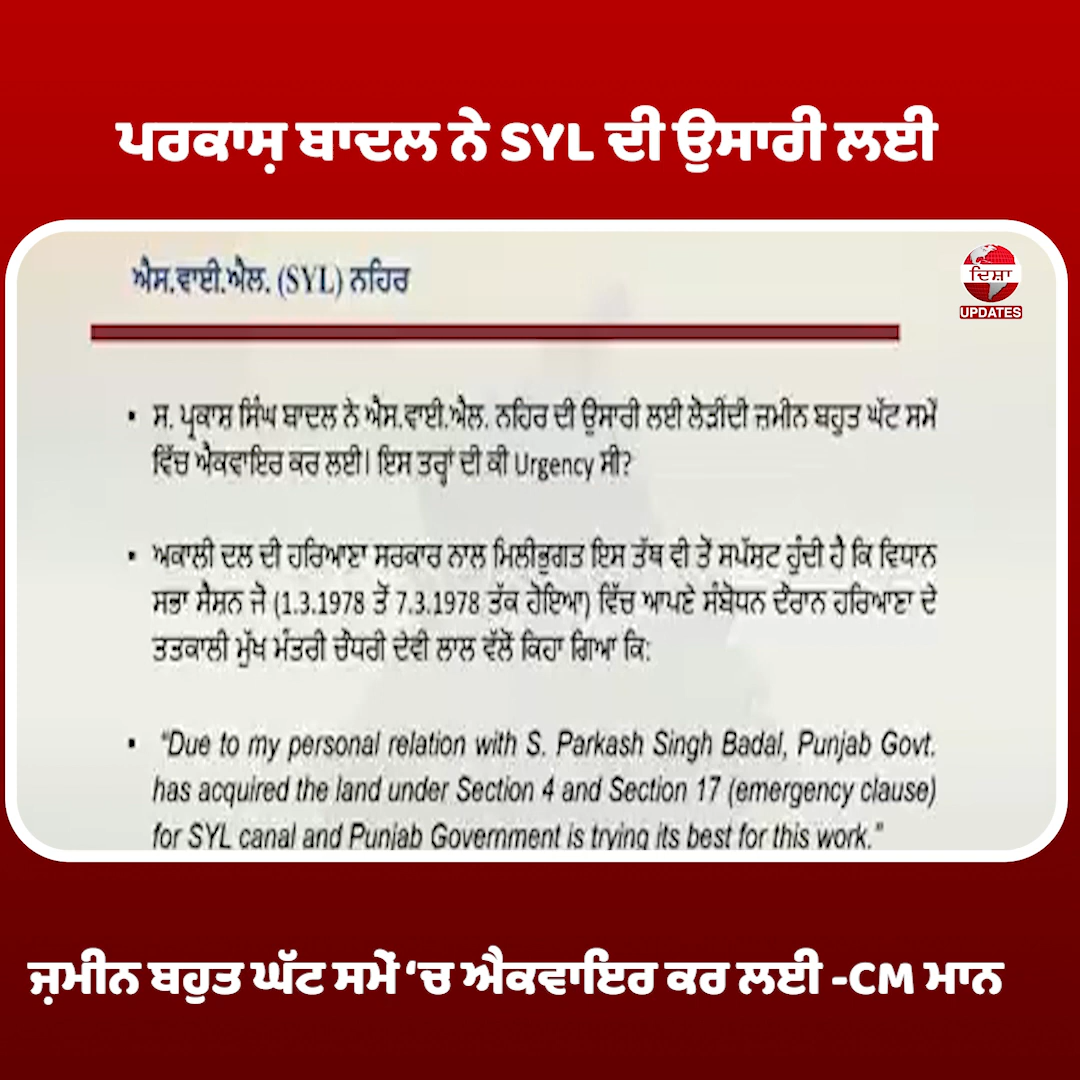 ਪਰਕਾਸ਼ ਬਾਦਲ ਨੇ SYL ਦੀ ਉਸਾਰੀ ਲਈ
ਐਸ.ਵਾਈ.ਐਲ. (SYL) ਨਹਿਰ
ਦਿਸ਼ਾ
UPDATES
▪ ਸ. ਪ੍ਰਕਾਸ਼ ਸਿੰਘ ਬਾਦਲ ਨੇ ਐਸ.ਵਾਈ.ਐਲ. ਨਹਿਰ ਦੀ ਉਸਾਰੀ ਲਈ ਲੋੜੀਂਦੀ ਜ਼ਮੀਨ ਬਹੁਤ ਘੱਟ ਸਮੇਂ
ਵਿੱਚ ਐਕਵਾਇਰ ਕਰ ਲਈ। ਇਸ ਤਰ੍ਹਾਂ ਦੀ ਕੀ Urgency ਸੀ?
▪ ਅਕਾਲੀ ਦਲ ਦੀ ਹਰਿਆਣਾ ਸਰਕਾਰ ਨਾਲ ਮਿਲੀਭੁਗਤ ਇਸ ਤੱਥ ਵੀ ਤੋਂ ਸਪੱਸ਼ਟ ਹੁੰਦੀ ਹੈ ਕਿ ਵਿਧਾਨ
ਸਭਾ ਸੈਸ਼ਨ ਜੋ (1.3.1978 ਤੋਂ 7.3.1978 ਤੱਕ ਹੋਇਆ) ਵਿੱਚ ਆਪਣੇ ਸੰਬੋਧਨ ਦੌਰਾਨ ਹਰਿਆਣਾ ਦੇ
ਤਤਕਾਲੀ ਮੁੱਖ ਮੰਤਰੀ ਚੌਧਰੀ ਦੇਵੀ ਲਾਲ ਵੱਲੋਂ ਕਿਹਾ ਗਿਆ ਕਿ:
▪ “Due to my personal relation with S. Parkash Singh Badal, Punjab Govt.
has acquired the land under Section 4 and Section 17 (emergency clause)
for SYL canal and Punjab Government is trying its best for this work.”
ਜ਼ਮੀਨ ਬਹੁਤ ਘੱਟ ਸਮੇਂ ‘ਚ ਐਕਵਾਇਰ ਕਰ ਲਈ -CM ਮਾਨ